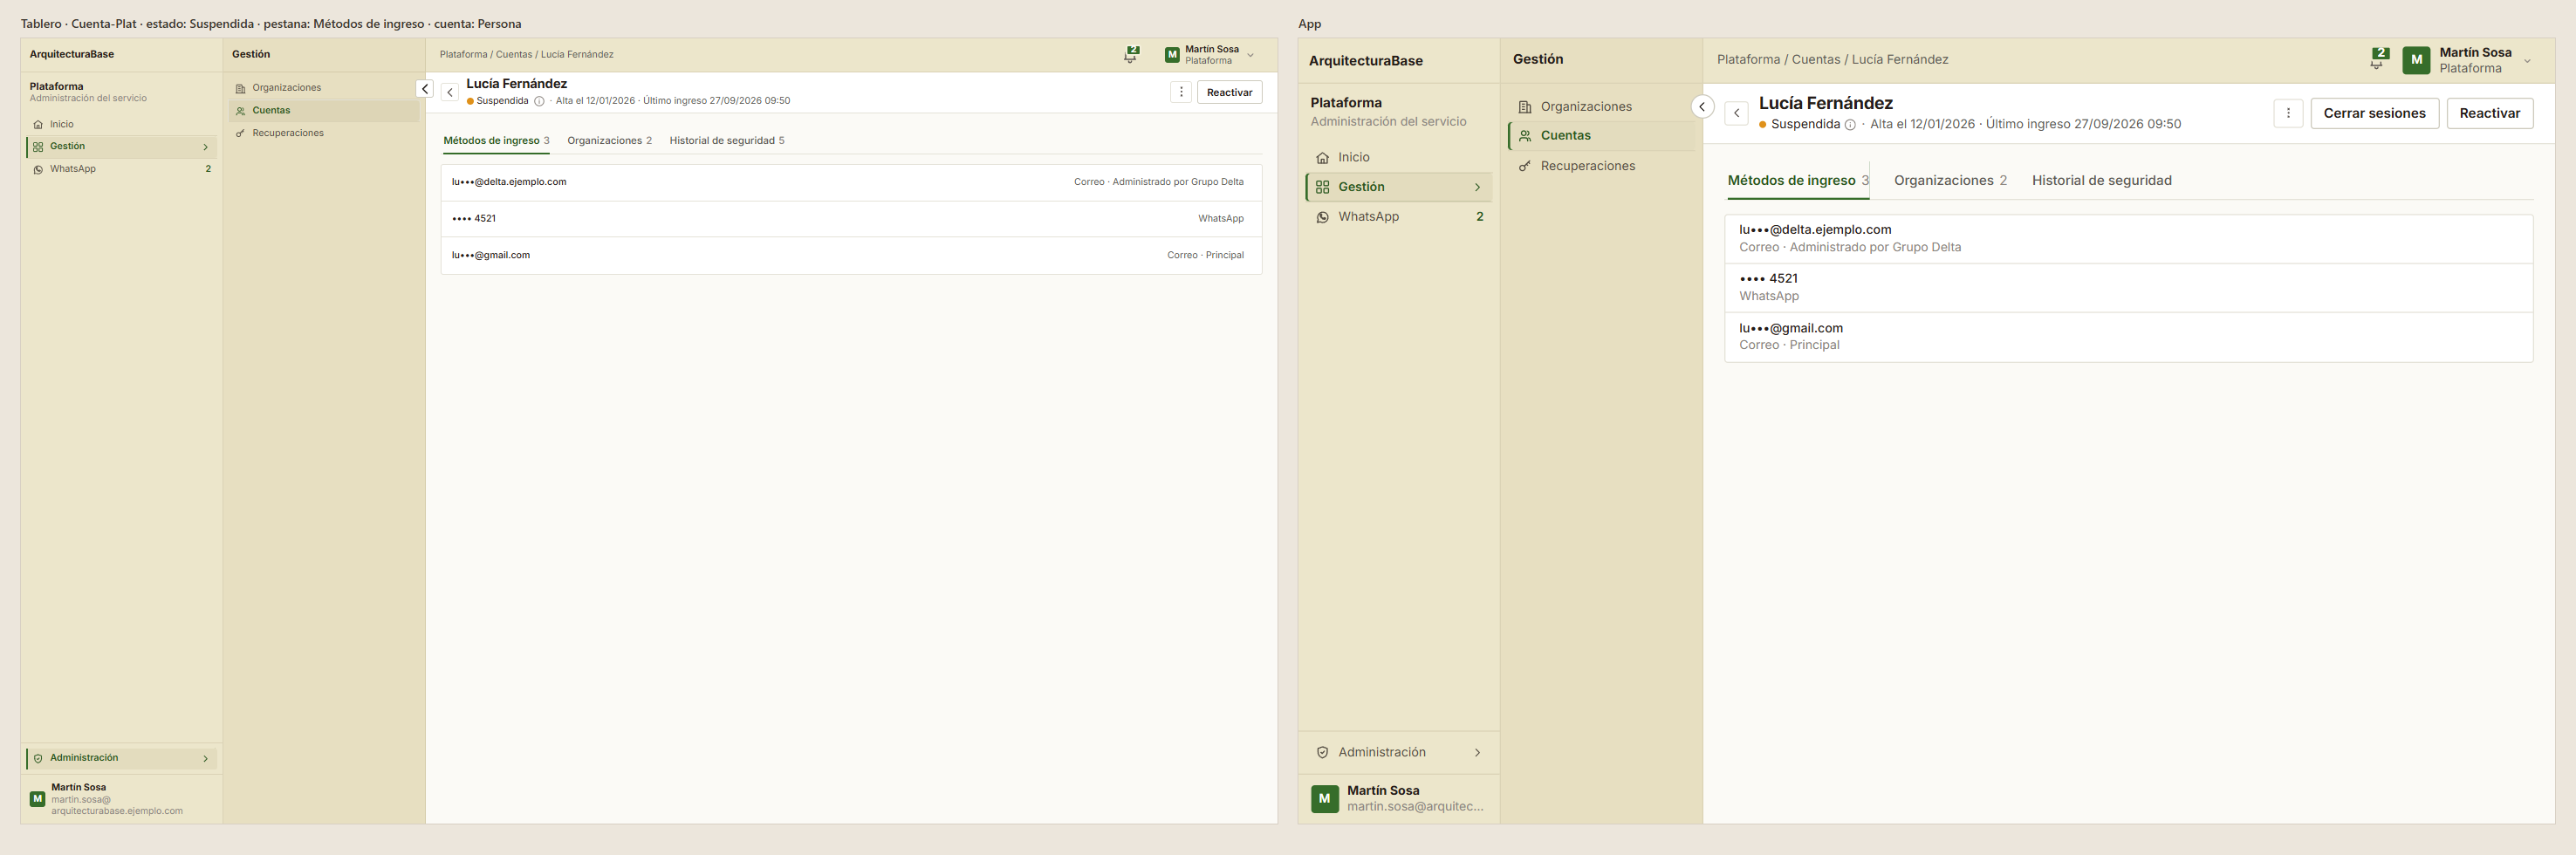 Tablero · Cuenta-Plat · estado: Suspendida · pestana: Métodos de ingreso · cuenta: Persona
ArquitecturaBase
Plataforma
Administración del servicio
Inicio
Gestión
WhatsApp 2
Administración
M Martín Sosa
martin.sosa@
arquitecturabase.ejemplo.com
Gestión
Organizaciones
Cuentas
Recuperaciones
Plataforma / Cuentas / Lucía Fernández
2
M Martín Sosa
Plataforma
Lucía Fernández
Suspendida · Alta el 12/01/2026 · Último ingreso 27/09/2026 09:50
Reactivar
Métodos de ingreso 3 Organizaciones 2 Historial de seguridad 5
lu•••@delta.ejemplo.com Correo · Administrado por Grupo Delta
•••• 4521 WhatsApp
lu•••@gmail.com Correo · Principal
App
ArquitecturaBase
Plataforma
Administración del servicio
Inicio
Gestión
WhatsApp 2
Administración
M Martín Sosa
martin.sosa@arquitec...
Gestión
Organizaciones
Cuentas
Recuperaciones
Plataforma / Cuentas / Lucía Fernández
2
M Martín Sosa
Plataforma
Lucía Fernández
Suspendida · Alta el 12/01/2026 · Último ingreso 27/09/2026 09:50
Cerrar sesiones Reactivar
Métodos de ingreso 3 Organizaciones 2 Historial de seguridad
lu•••@delta.ejemplo.com
Correo · Administrado por Grupo Delta
•••• 4521
WhatsApp
lu•••@gmail.com
Correo · Principal